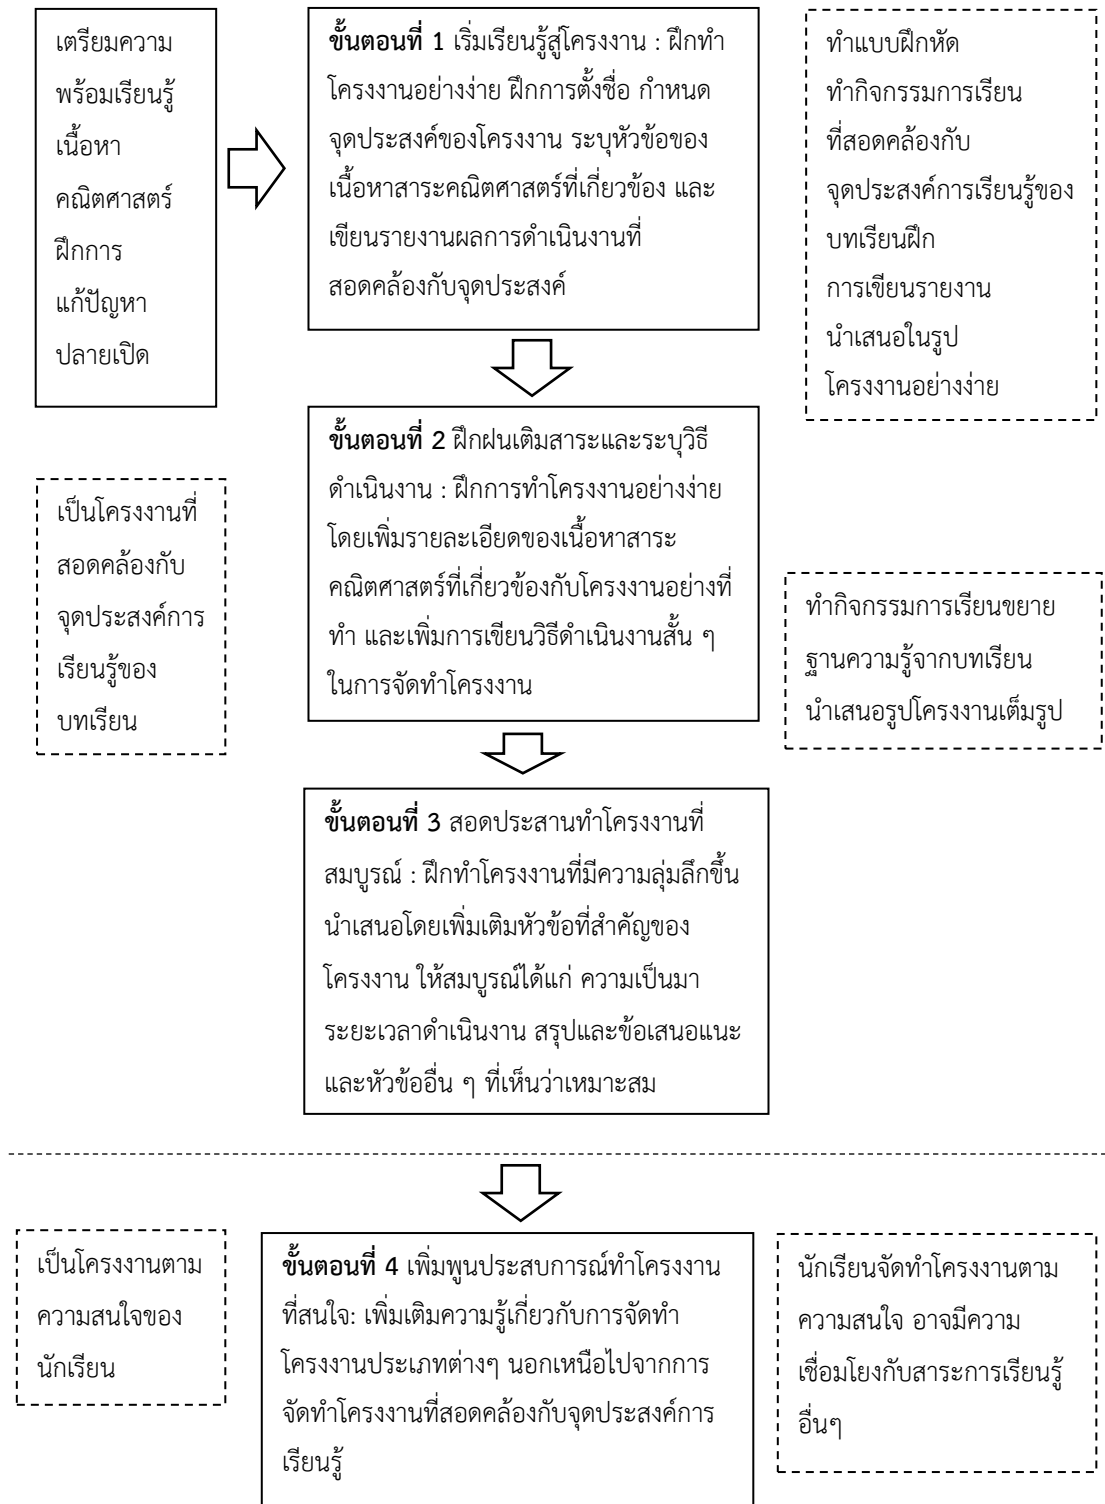 เตรียมความ
พร้อมเรียนรู้
เนื้อหา
คณิตศาสตร์
ฝึกการ
แก้ปัญหา
ปลายเปิด
ขั้นตอนที่ 1 เริ่มเรียนรู้สู่โครงงาน : ฝึกทำ
โครงงานอย่างง่าย ฝึกการตั้งชื่อ กำหนด
จุดประสงค์ของโครงงาน ระบุหัวข้อของ
เนื้อหาสาระคณิตศาสตร์ที่เกี่ยวข้อง และ
เขียนรายงานผลการดำเนินงานที่
สอดคล้องกับจุดประสงค์
ทำแบบฝึกหัด
ทำกิจกรรมการเรียน
ที่สอดคล้องกับ
จุดประสงค์การเรียนรู้ของ
บทเรียนฝึก
การเขียนรายงาน
นำเสนอในรูป
โครงงานอย่างง่าย
ขั้นตอนที่ 2 ฝึกฝนเติมสาระและระบุวิธี
ดำเนินงาน : ฝึกการทำโครงงานอย่างง่าย
โดยเพิ่มรายละเอียดของเนื้อหาสาระ
คณิตศาสตร์ที่เกี่ยวข้องกับโครงงานอย่างที่
ทำ และเพิ่มการเขียนวิธีดำเนินงานสั้น ๆ
ในการจัดทำโครงงาน
เป็นโครงงานที่
สอดคล้องกับ
จุดประสงค์การ
เรียนรู้ของ
บทเรียน
ทำกิจกรรมการเรียนขยาย
ฐานความรู้จากบทเรียน
นำเสนอรูปโครงงานเต็มรูป
ขั้นตอนที่ 3 สอดประสานทำโครงงานที่
สมบูรณ์ : ฝึกทำโครงงานที่มีความลุ่มลึกขึ้น
นำเสนอโดยเพิ่มเติมหัวข้อที่สำคัญของ
โครงงาน ให้สมบูรณ์ได้แก่ ความเป็นมา
ระยะเวลาดำเนินงาน สรุปและข้อเสนอแนะ
และหัวข้ออื่น ๆ ที่เห็นว่าเหมาะสม
เป็นโครงงานตาม
ความสนใจของ
นักเรียน
ขั้นตอนที่ 4 เพิ่มพูนประสบการณ์ทำโครงงาน
ที่สนใจ: เพิ่มเติมความรู้เกี่ยวกับการจัดทำ
โครงงานประเภทต่างๆ นอกเหนือไปจากการ
จัดทำโครงงานที่สอดคล้องกับจุดประสงค์การ
เรียนรู้
นักเรียนจัดทำโครงงานตาม
ความสนใจ อาจมีความ
เชื่อมโยงกับสาระการเรียนรู้
อื่นๆ